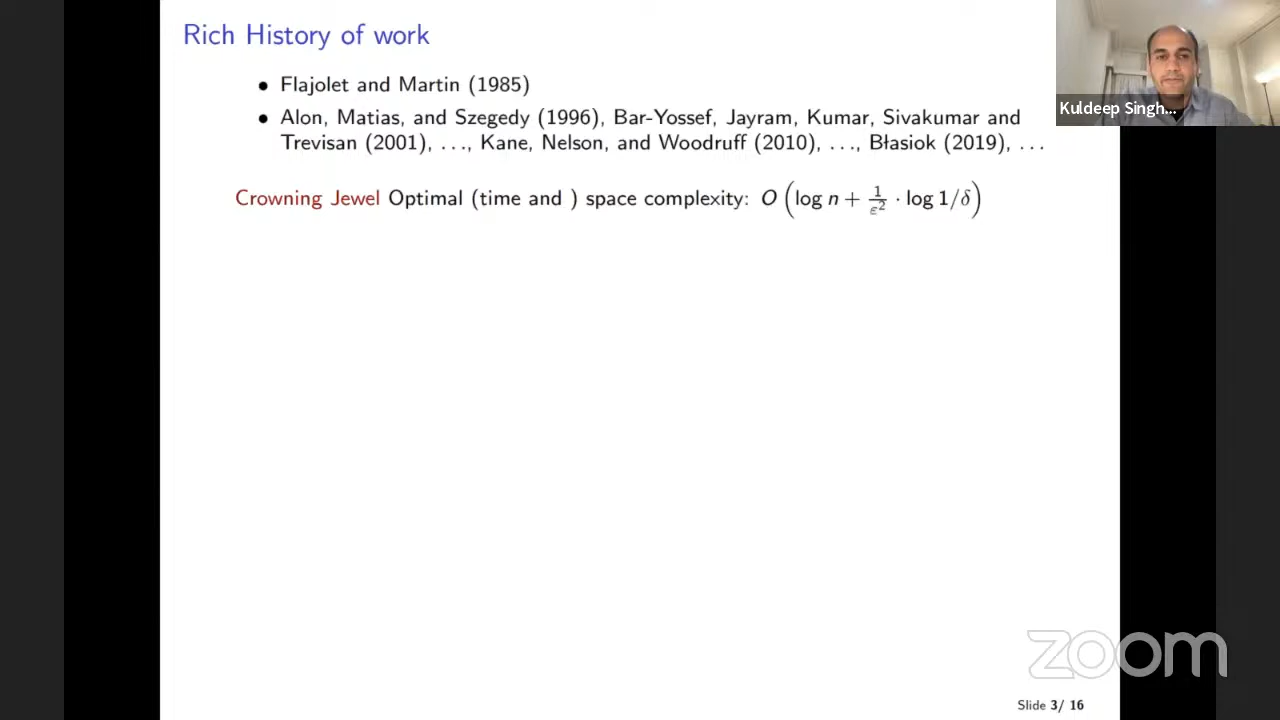 Rich History of work
• Flajolet and Martin (1985)
• Alon, Matias, and Szegedy (1996), Bar-Yossef, Jayram, Kumar, Sivakumar and
Trevisan (2001), ..., Kane, Nelson, and Woodruff (2010), ..., Błasiok (2019), ...
Crowning Jewel Optimal (time and ) space complexity: O (log n + 1/ε² · log 1/δ)
Kuldeep Singh...
zoom
Slide 3/ 16